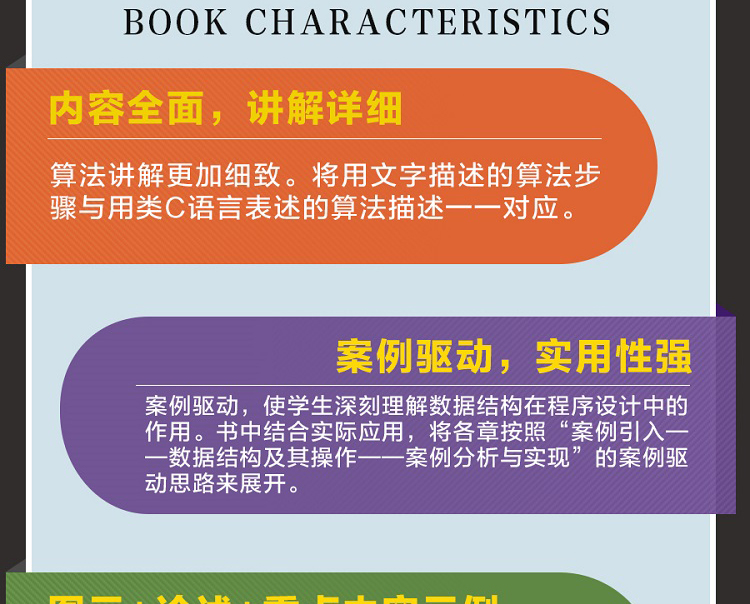 BOOK CHARACTERISTICS
内容全面，讲解详细
算法讲解更加细致。将用文字描述的算法步
骤与用类C语言表述的算法描述一一对应。
案例驱动，实用性强
案例驱动，使学生深刻理解数据结构在程序设计中的
作用。书中结合实际应用，将各章按照“案例引入—
—数据结构及其操作——案例分析与实现”的案例驱
动思路来展开。